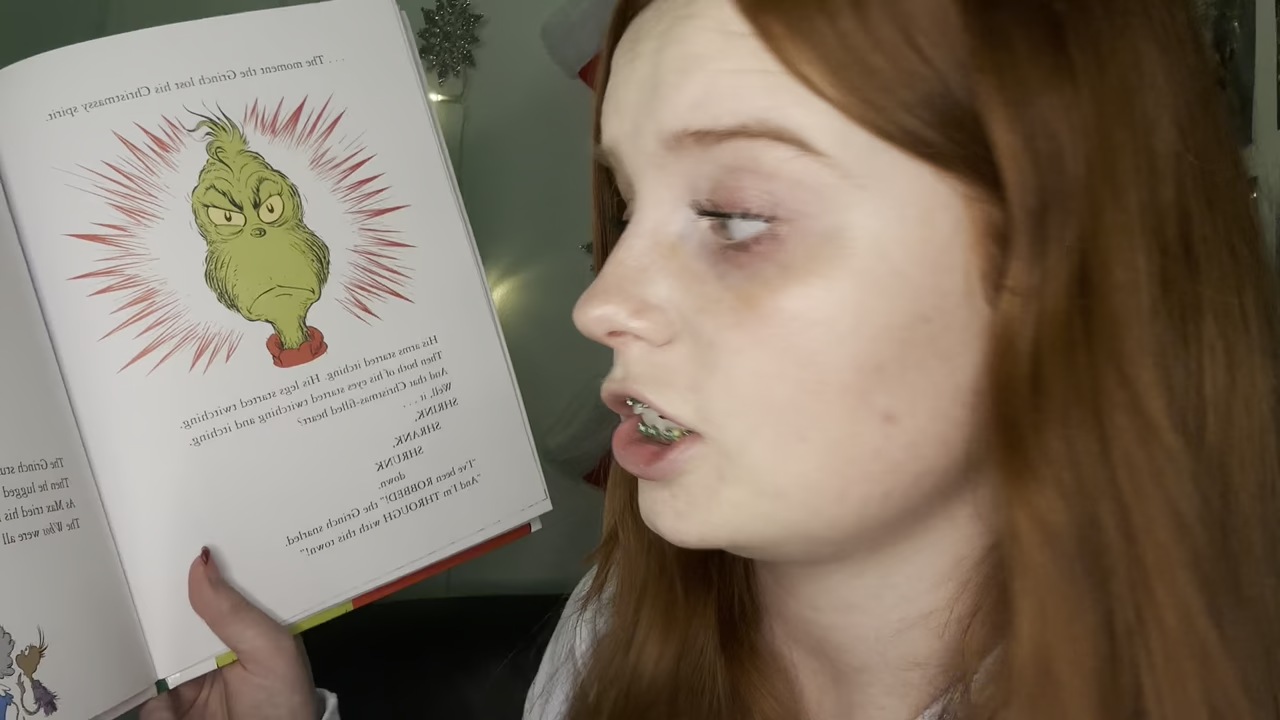 . . . The moment the Grinch lost his Christmassy spirit.
His arms started itching. His legs started twitching.
Then both of his eyes started twitching and itching.
And that Christmas-filled heart?
Well, it . . .
SHRINK,
SHRANK,
SHRUNK
down.
"I've been ROBBED!" the Grinch snarled.
"And I'm THROUGH with this town!"
The Grinch
Then he lugged
As Max tried his
The Whos were all